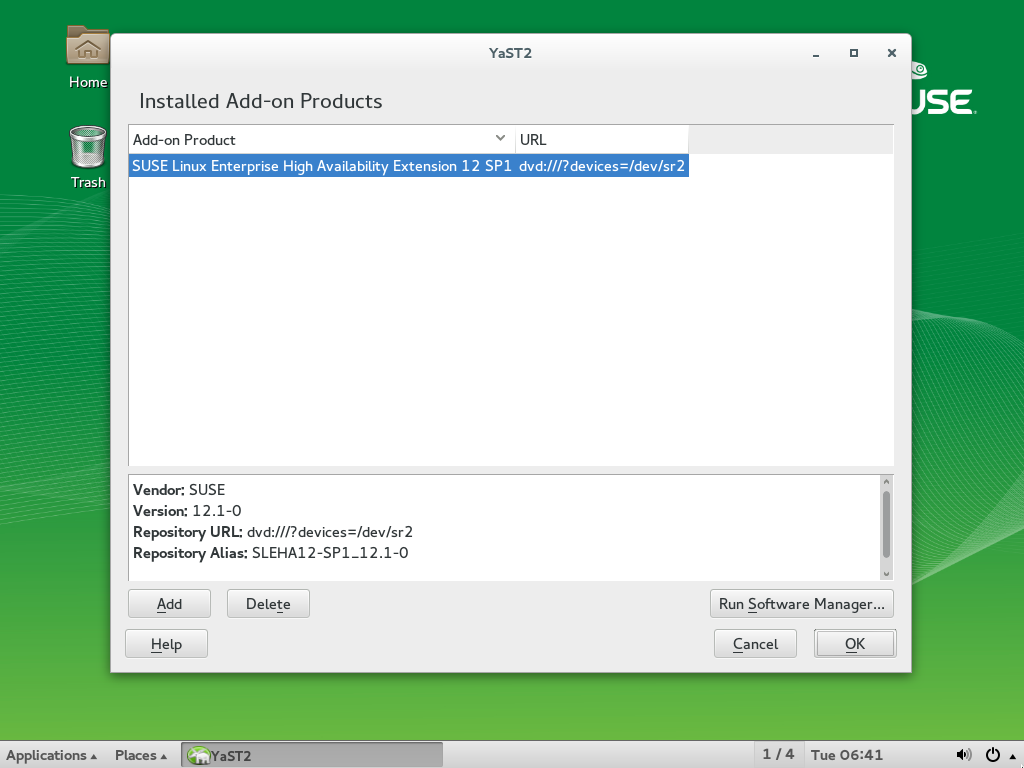 Home
Trash
USE
YaST2
Installed Add-on Products
Add-on Product URL
SUSE Linux Enterprise High Availability Extension 12 SP1 dvd:///?devices=/dev/sr2
Vendor: SUSE
Version: 12.1-0
Repository URL: dvd:///?devices=/dev/sr2
Repository Alias: SLEHA12-SP1_12.1-0
Add Delete Run Software Manager...
Help Cancel OK
Applications Places YaST2 1 / 4 Tue 06:41